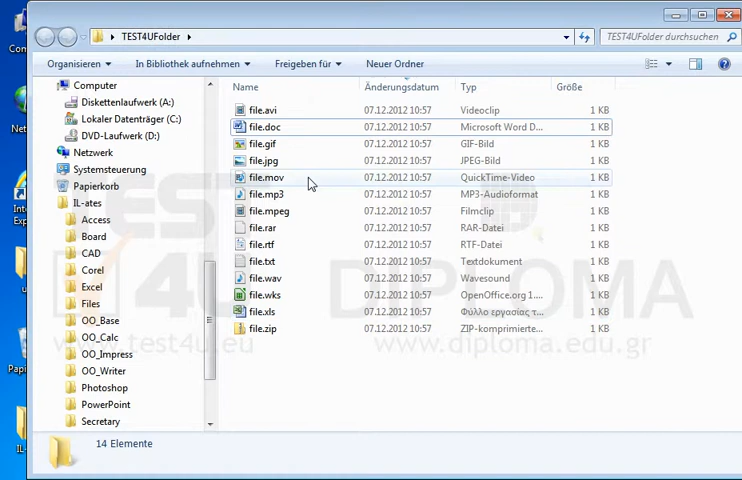 TEST4UFolder
TEST4UFolder durchsuchen
Organisieren
In Bibliothek aufnehmen
Freigeben für
Neuer Ordner
Computer
Diskettenlaufwerk (A:)
Lokaler Datenträger (C:)
DVD-Laufwerk (D:)
Netzwerk
Systemsteuerung
Papierkorb
IL-ates
Access
Board
CAD
Corel
Excel
Files
OO_Base
OO_Calc
OO_Impress
OO_Writer
Photoshop
PowerPoint
Secretary
Name Änderungsdatum Typ Größe
file.avi 07.12.2012 10:57 Videoclip 1 KB
file.doc 07.12.2012 10:57 Microsoft Word D... 1 KB
file.gif 07.12.2012 10:57 GIF-Bild 1 KB
file.jpg 07.12.2012 10:57 JPEG-Bild 1 KB
file.mov 07.12.2012 10:57 QuickTime-Video 1 KB
file.mp3 07.12.2012 10:57 MP3-Audioformat 1 KB
file.mpeg 07.12.2012 10:57 Filmclip 1 KB
file.rar 07.12.2012 10:57 RAR-Datei 1 KB
file.rtf 07.12.2012 10:57 RTF-Datei 1 KB
file.txt 07.12.2012 10:57 Textdokument 1 KB
file.wav 07.12.2012 10:57 Wavesound 1 KB
file.wks 07.12.2012 10:57 OpenOffice.org 1.... 1 KB
file.xls 07.12.2012 10:57 Φύλλο εργασίας τ... 1 KB
file.zip 07.12.2012 10:57 ZIP-komprimierte... 1 KB
TEST
4U DIPLOMA
www.test4u.eu www.diploma.edu.gr
14 Elemente